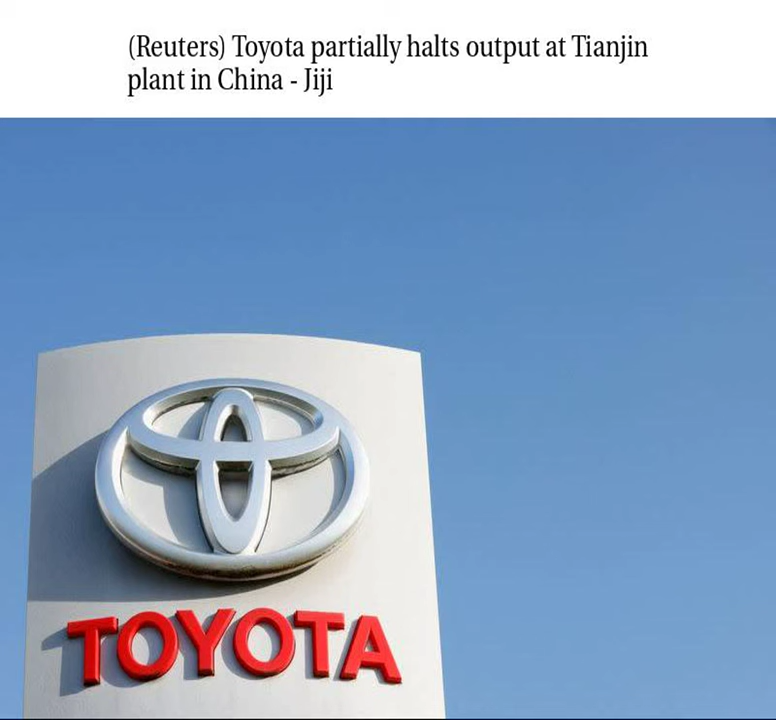 (Reuters) Toyota partially halts output at Tianjin
plant in China - Jiji
TOYOTA